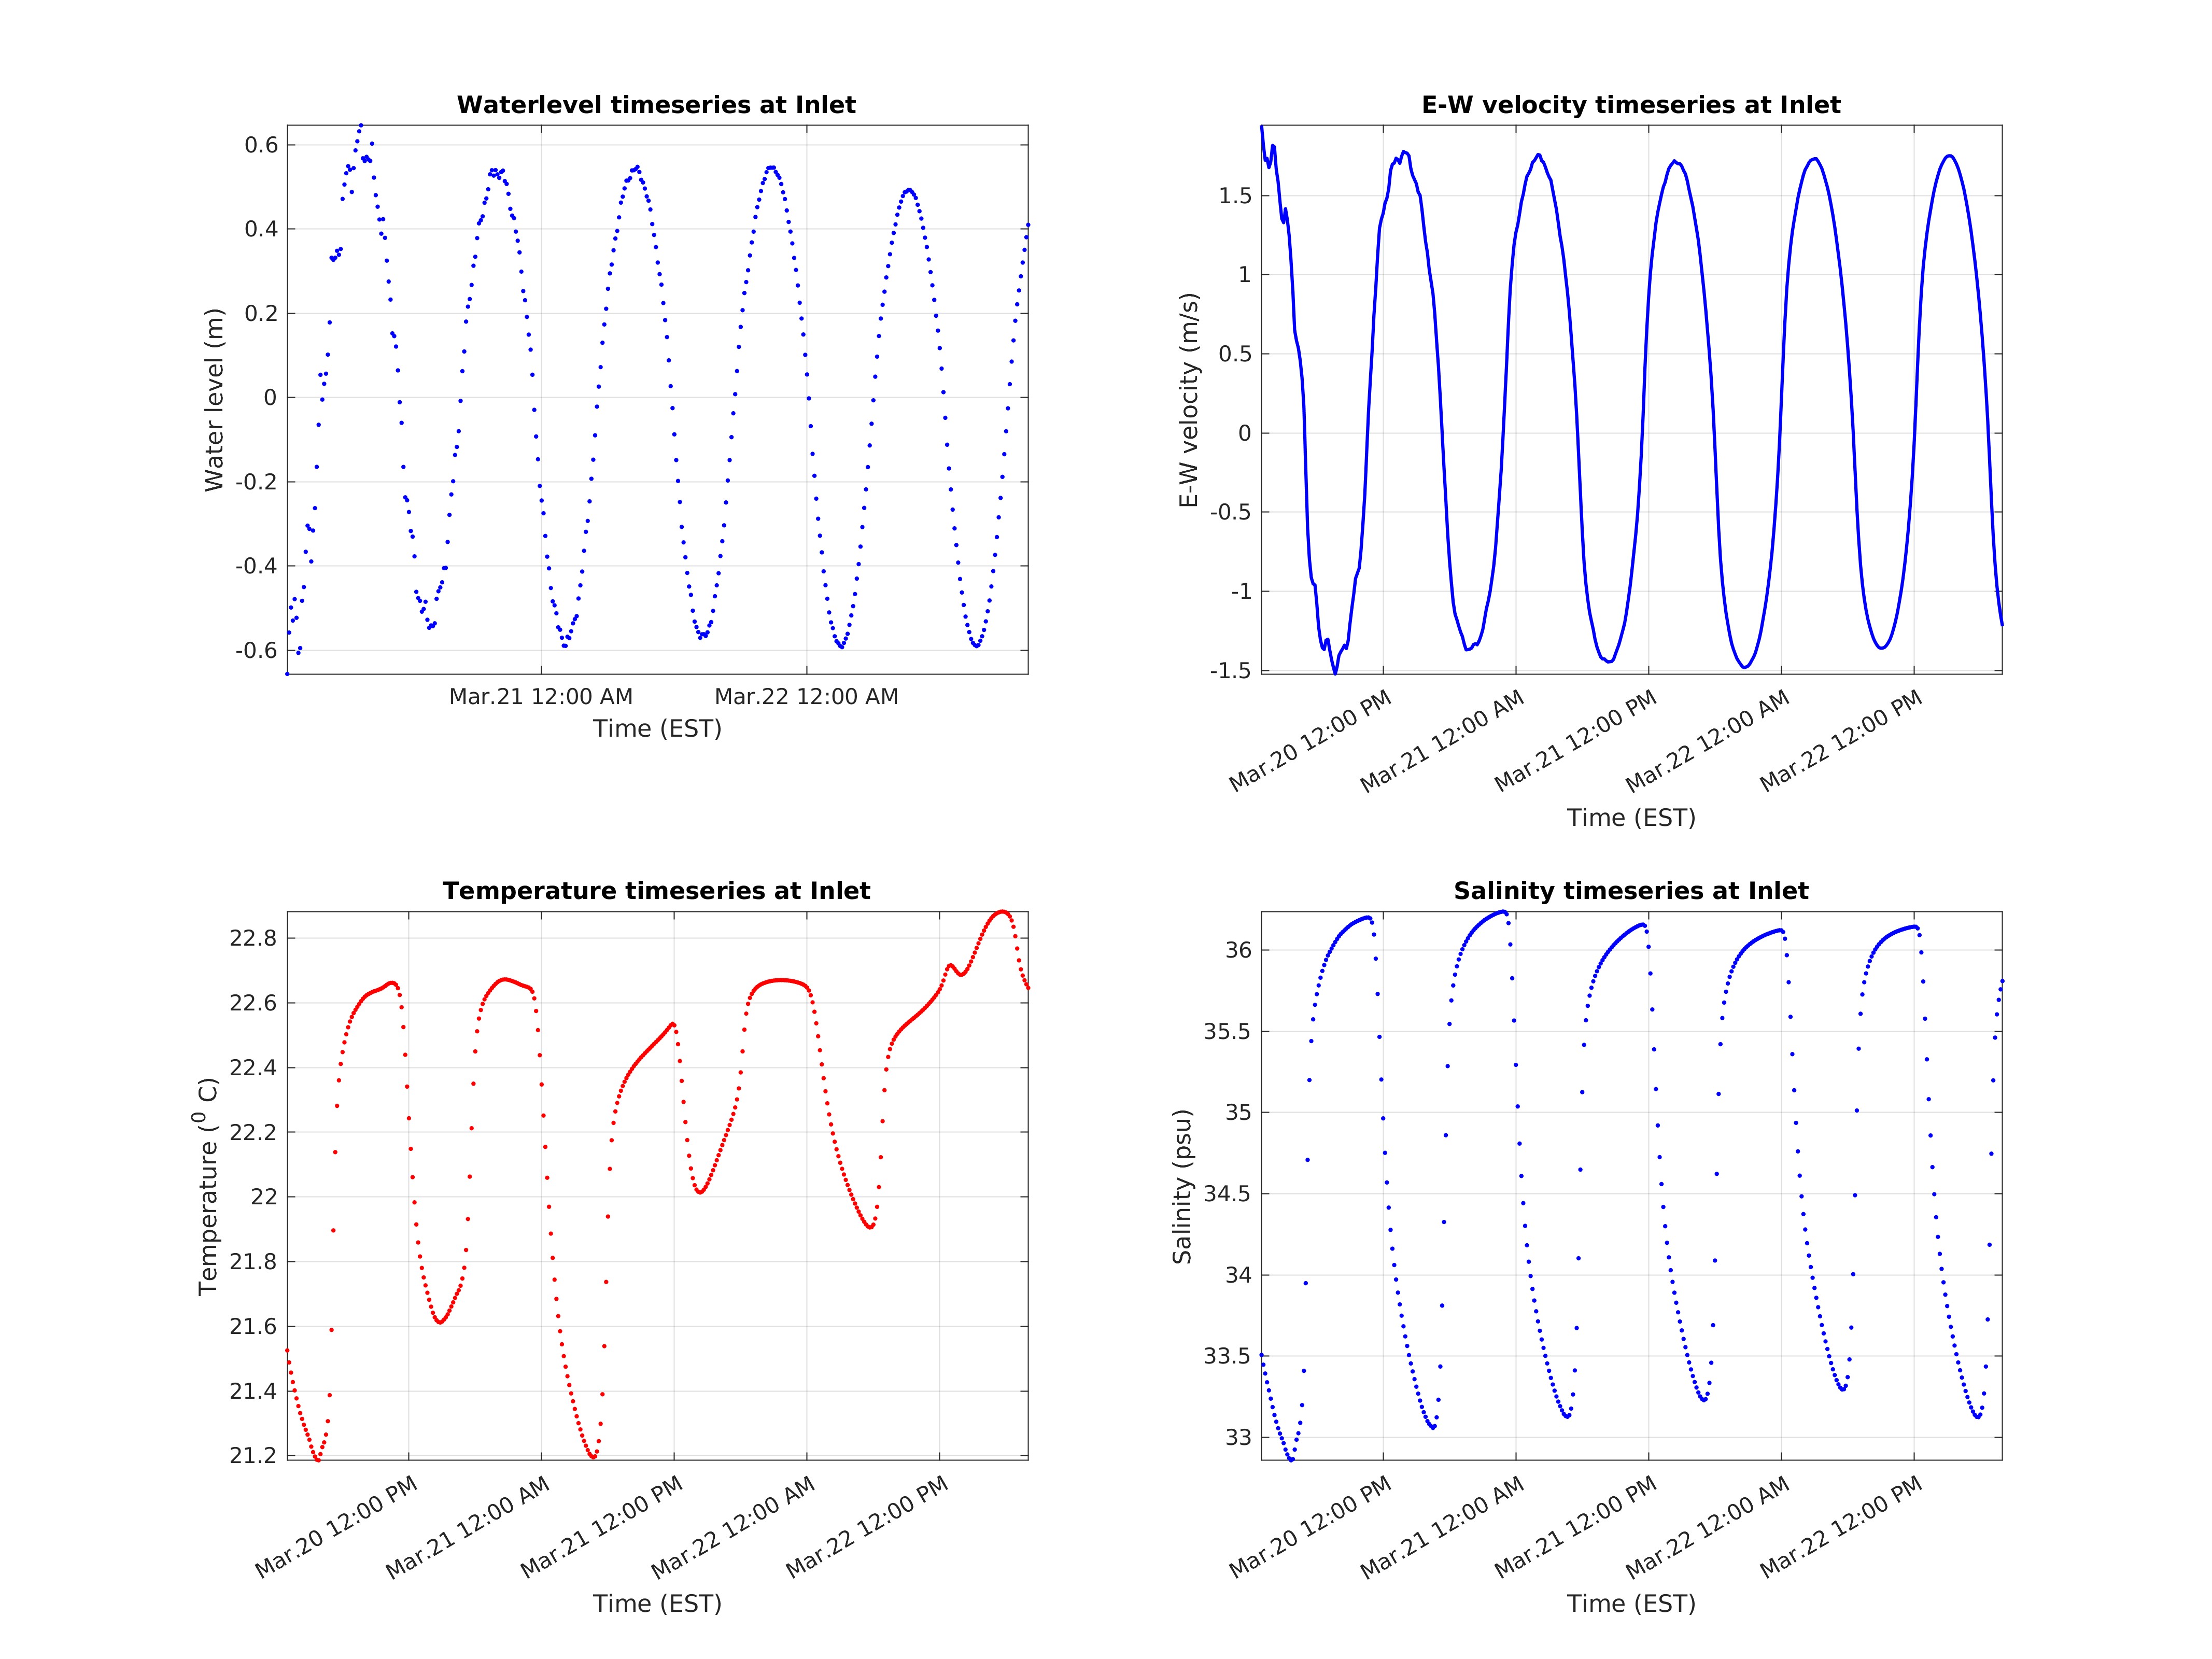 Waterlevel timeseries at Inlet
0.6
0.4
0.2
0
-0.2
-0.4
-0.6
Water level (m)
Mar.21 12:00 AM
Mar.22 12:00 AM
Time (EST)
E-W velocity timeseries at Inlet
1.5
1
0.5
0
-0.5
-1
-1.5
E-W velocity (m/s)
Mar.20 12:00 PM
Mar.21 12:00 AM
Mar.21 12:00 PM
Mar.22 12:00 AM
Mar.22 12:00 PM
Time (EST)
Temperature timeseries at Inlet
22.8
22.6
22.4
22.2
22
21.8
21.6
21.4
21.2
Temperature (⁰ C)
Mar.20 12:00 PM
Mar.21 12:00 AM
Mar.21 12:00 PM
Mar.22 12:00 AM
Mar.22 12:00 PM
Time (EST)
Salinity timeseries at Inlet
36
35.5
35
34.5
34
33.5
33
Salinity (psu)
Mar.20 12:00 PM
Mar.21 12:00 AM
Mar.21 12:00 PM
Mar.22 12:00 AM
Mar.22 12:00 PM
Time (EST)